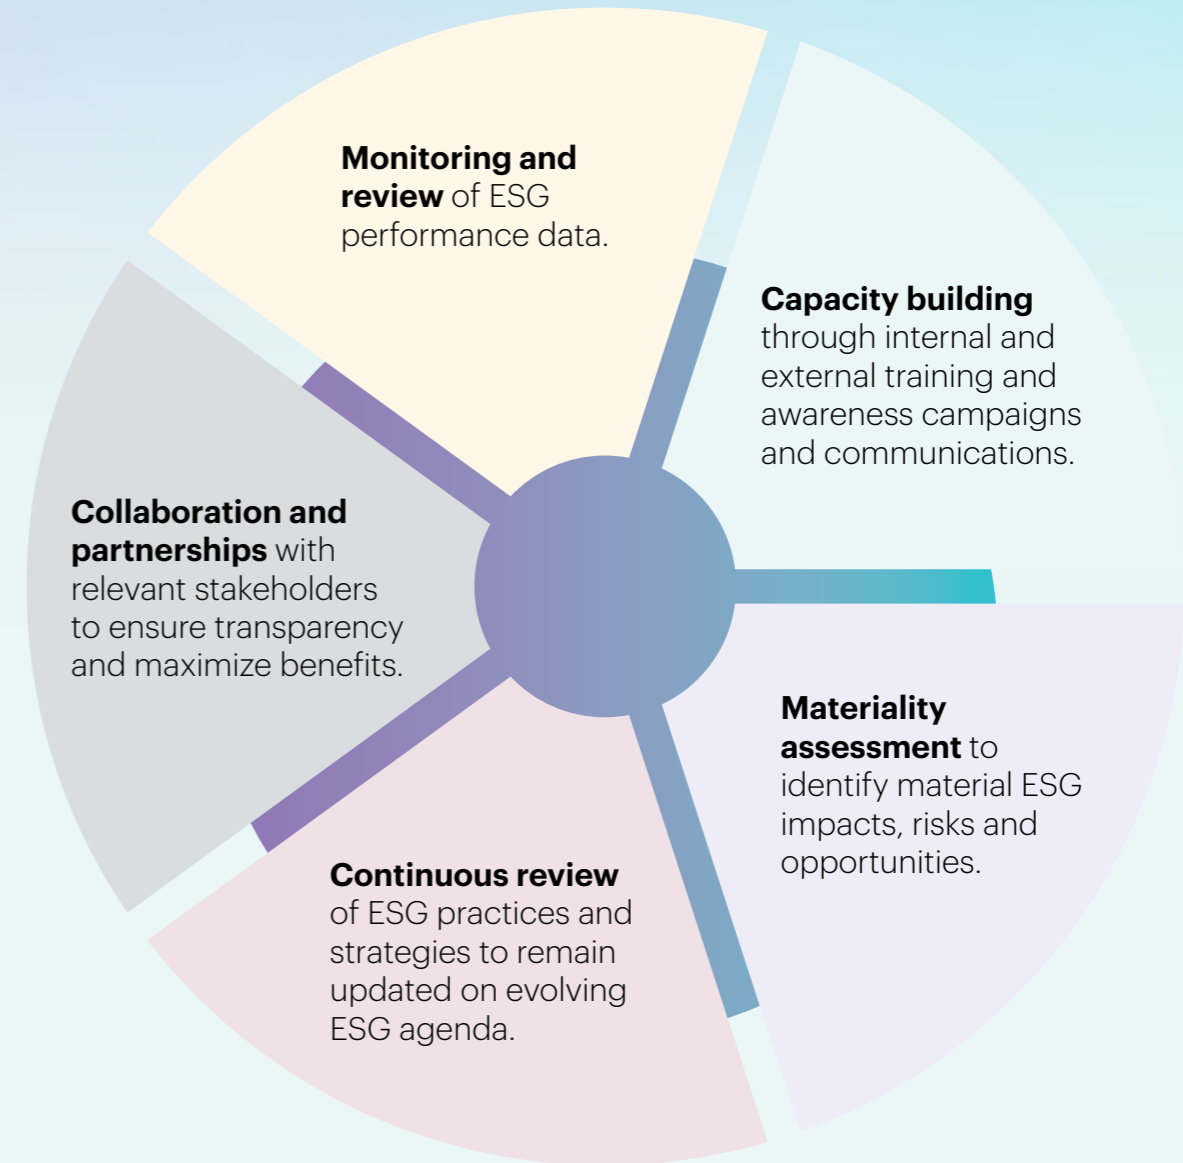 Monitoring and
review of ESG
performance data.
Capacity building
through internal and
external training and
awareness campaigns
and communications.
Collaboration and
partnerships with
relevant stakeholders
to ensure transparency
and maximize benefits.
Materiality
assessment to
identify material ESG
impacts, risks and
opportunities.
Continuous review
of ESG practices and
strategies to remain
updated on evolving
ESG agenda.